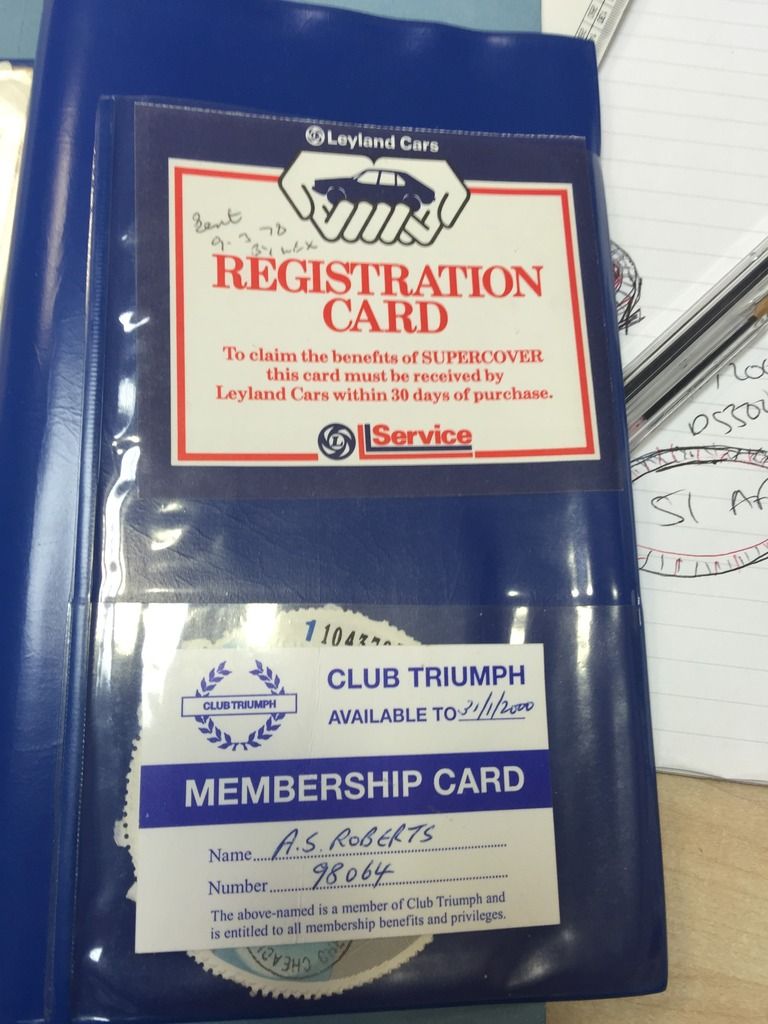 Leyland Cars
Sent
9.3.78
REGISTRATION
CARD
To claim the benefits of SUPERCOVER
this card must be received by
Leyland Cars within 30 days of purchase.
L Service
1 104
CLUB TRIUMPH
CLUB TRIUMPH
AVAILABLE TO 31/1/2000
MEMBERSHIP CARD
Name A.S. ROBERTS
Number 98064
The above-named is a member of Club Triumph and
is entitled to all membership benefits and privileges.